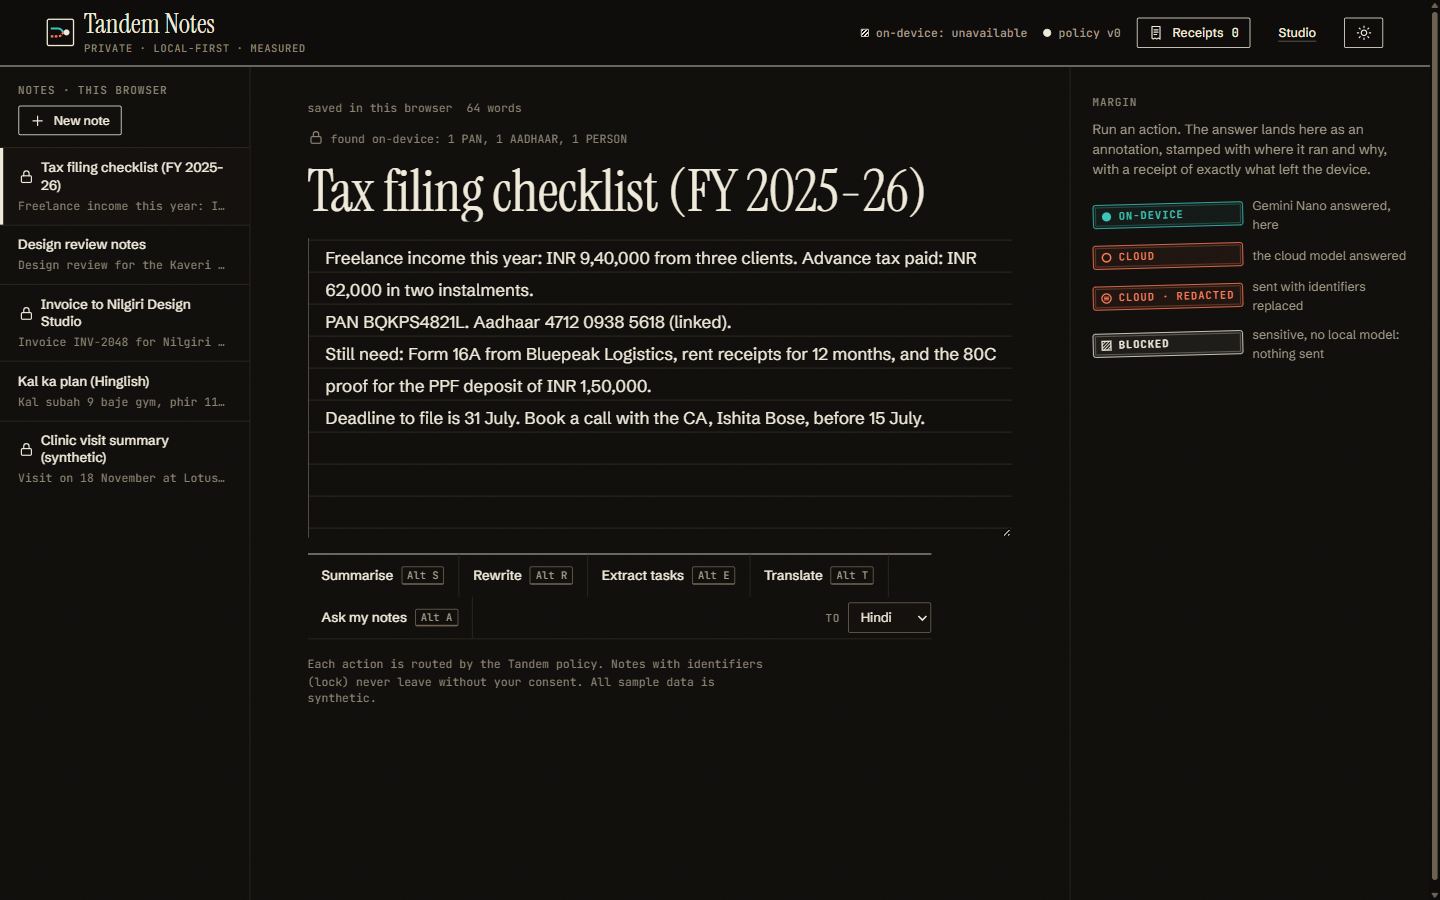 Tandem Notes
PRIVATE · LOCAL-FIRST · MEASURED
on-device: unavailable
policy v0
Receipts 0
Studio
NOTES · THIS BROWSER
New note
Tax filing checklist (FY 2025-
26)
Freelance income this year: I…
Design review notes
Design review for the Kaveri …
Invoice to Nilgiri Design
Studio
Invoice INV-2048 for Nilgiri …
Kal ka plan (Hinglish)
Kal subah 9 baje gym, phir 11…
Clinic visit summary
(synthetic)
Visit on 18 November at Lotus…
saved in this browser 64 words
found on-device: 1 PAN, 1 AADHAAR, 1 PERSON
Tax filing checklist (FY 2025-26)
Freelance income this year: INR 9,40,000 from three clients. Advance tax paid: INR
62,000 in two instalments.
PAN BQKPS4821L. Aadhaar 4712 0938 5618 (linked).
Still need: Form 16A from Bluepeak Logistics, rent receipts for 12 months, and the 80C
proof for the PPF deposit of INR 1,50,000.
Deadline to file is 31 July. Book a call with the CA, Ishita Bose, before 15 July.
Summarise Alt S
Rewrite Alt R
Extract tasks Alt E
Translate Alt T
Ask my notes Alt A
TO Hindi
Each action is routed by the Tandem policy. Notes with identifiers
(lock) never leave without your consent. All sample data is
synthetic.
MARGIN
Run an action. The answer lands here as an
annotation, stamped with where it ran and why,
with a receipt of exactly what left the device.
ON-DEVICE
Gemini Nano answered,
here
CLOUD
the cloud model answered
CLOUD · REDACTED
sent with identifiers
replaced
BLOCKED
sensitive, no local model:
nothing sent